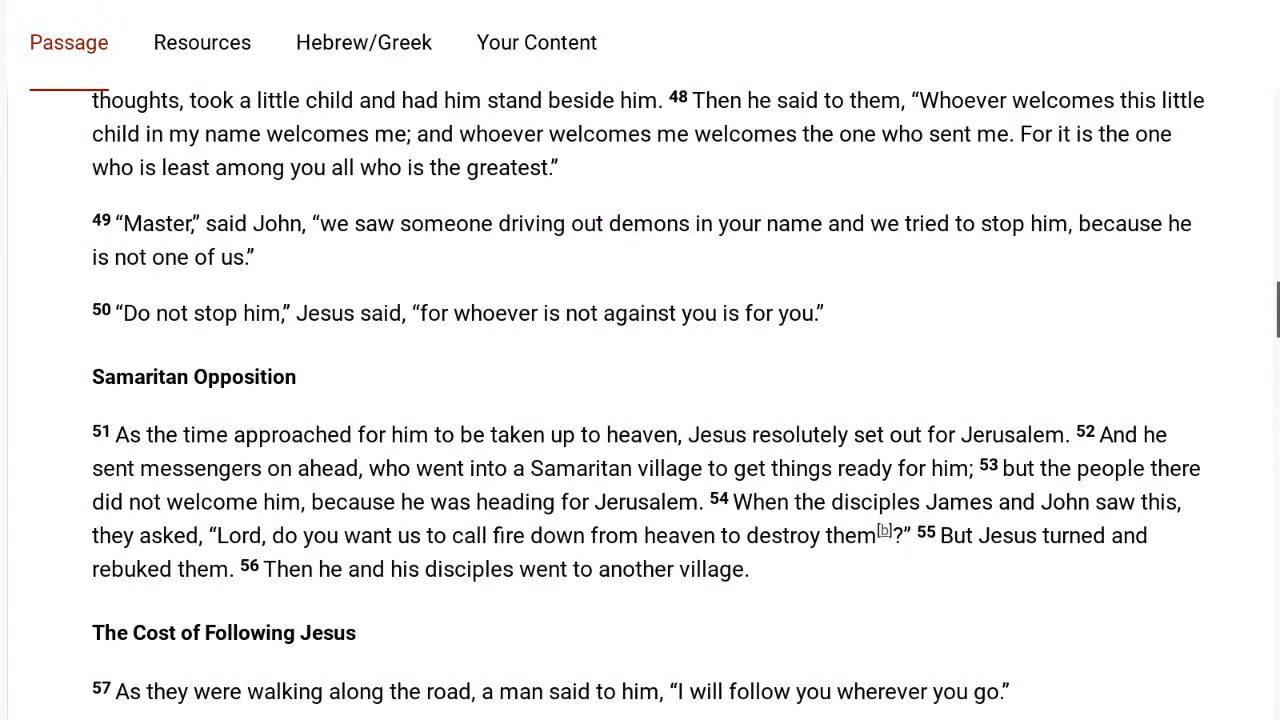 Passage Resources Hebrew/Greek Your Content
thoughts, took a little child and had him stand beside him. 48 Then he said to them, “Whoever welcomes this little
child in my name welcomes me; and whoever welcomes me welcomes the one who sent me. For it is the one
who is least among you all who is the greatest.”
49 “Master,” said John, “we saw someone driving out demons in your name and we tried to stop him, because he
is not one of us.”
50 “Do not stop him,” Jesus said, “for whoever is not against you is for you.”
Samaritan Opposition
51 As the time approached for him to be taken up to heaven, Jesus resolutely set out for Jerusalem. 52 And he
sent messengers on ahead, who went into a Samaritan village to get things ready for him; 53 but the people there
did not welcome him, because he was heading for Jerusalem. 54 When the disciples James and John saw this,
they asked, “Lord, do you want us to call fire down from heaven to destroy them[b]?” 55 But Jesus turned and
rebuked them. 56 Then he and his disciples went to another village.
The Cost of Following Jesus
57 As they were walking along the road, a man said to him, “I will follow you wherever you go.”